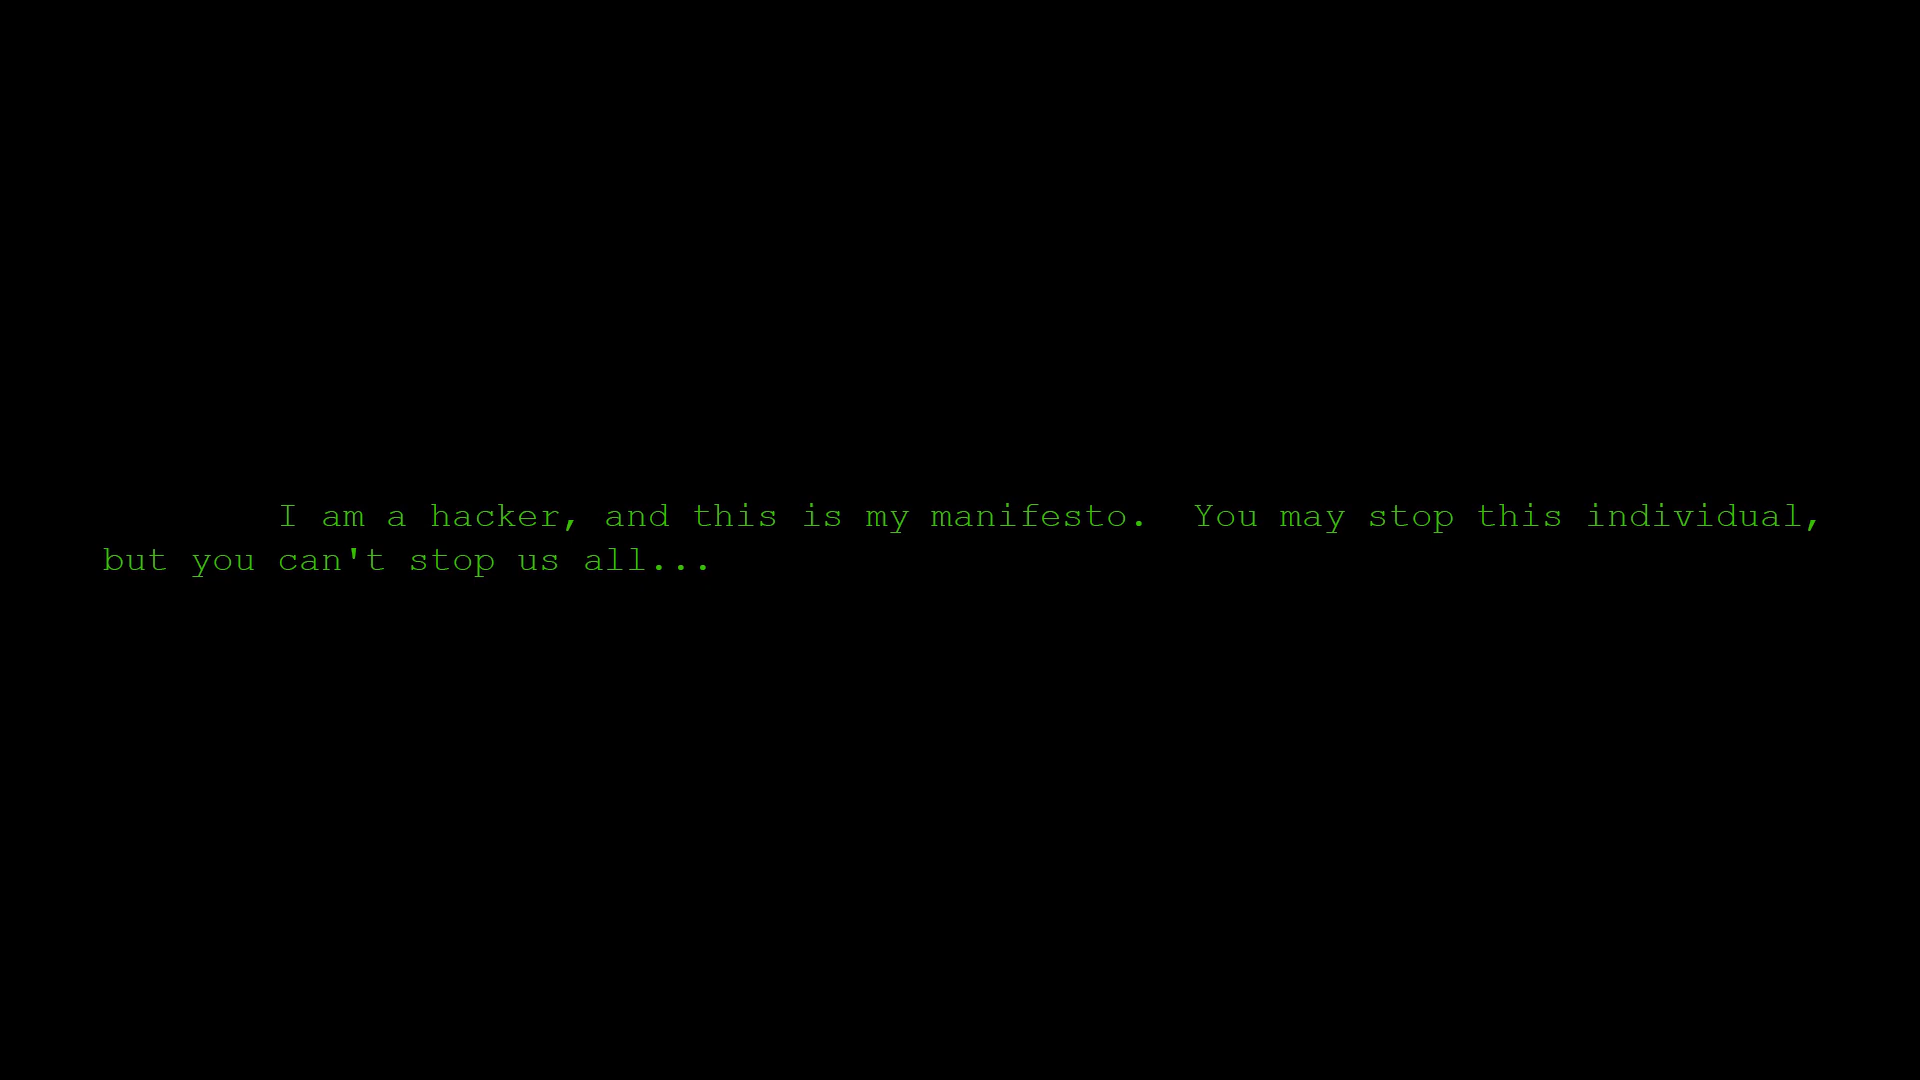 I am a hacker, and this is my manifesto.  You may stop this individual,
but you can't stop us all...